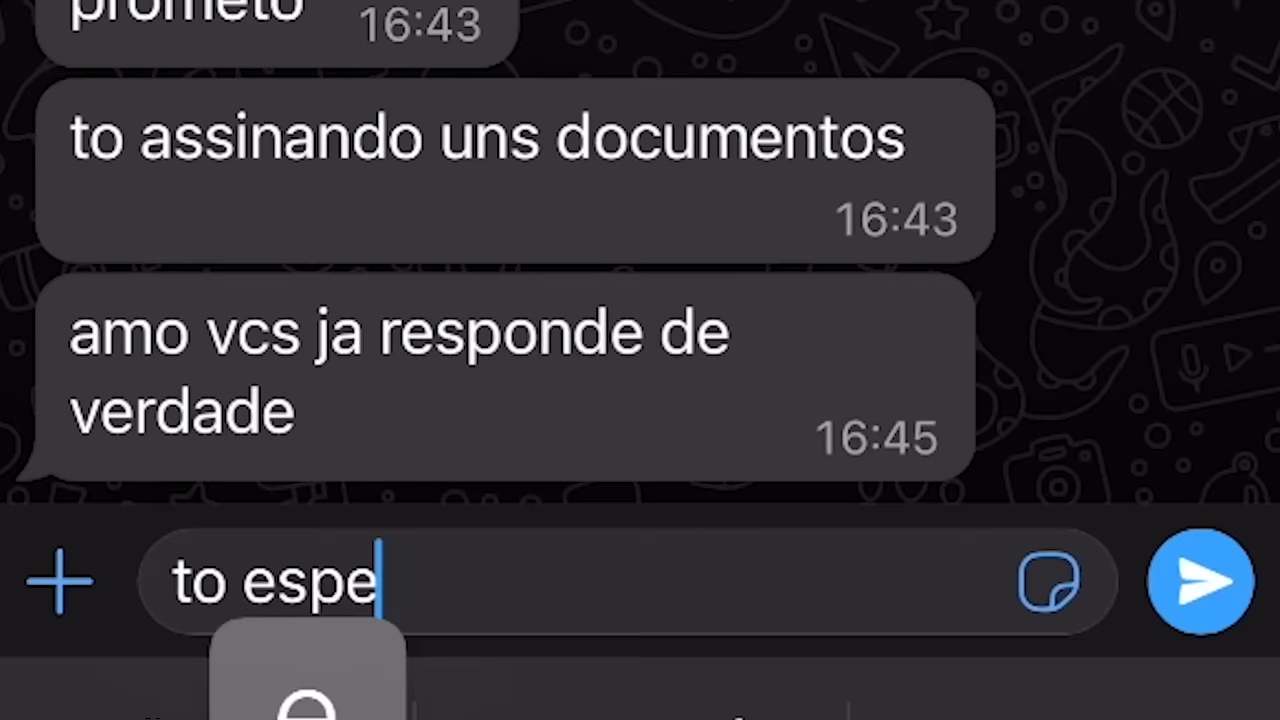 prometo 16:43
to assinando uns documentos
16:43
amo vcs ja responde de
verdade
16:45
to espe
e